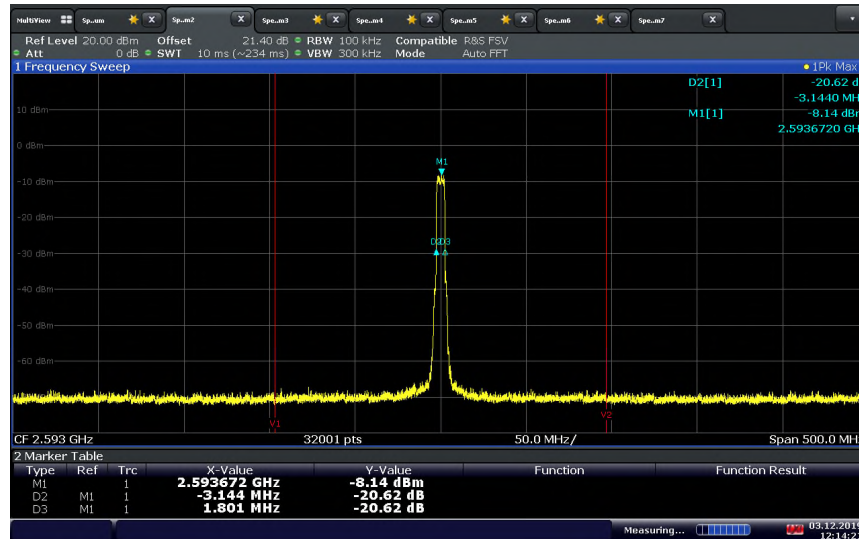 MultiView Sp..um X Sp..m2 X Spe..m3 X Spe..m4 X Spe..m5 X Spe..m6 X Spe..m7 X
Ref Level 20.00 dBm Offset 21.40 dB RBW 100 kHz Compatible R&S FSV
Att 0 dB SWT 10 ms (~234 ms) VBW 300 kHz Mode Auto FFT
1 Frequency Sweep 1Pk Max
D2[1] -20.62 d
-3.1440 MH
10 dBm M1[1] -8.14 dBm
2.5936720 GH
0 dBm
M1
-10 dBm
-20 dBm
D2 D3
-30 dBm
-40 dBm
-50 dBm
-60 dBm
V1 V2
CF 2.593 GHz 32001 pts 50.0 MHz/ Span 500.0 MH
2 Marker Table
Type Ref Trc X-Value Y-Value Function Function Result
M1 1 2.593672 GHz -8.14 dBm
D2 M1 1 -3.144 MHz -20.62 dB
D3 M1 1 1.801 MHz -20.62 dB
Measuring... 03.12.2019
12:14:2